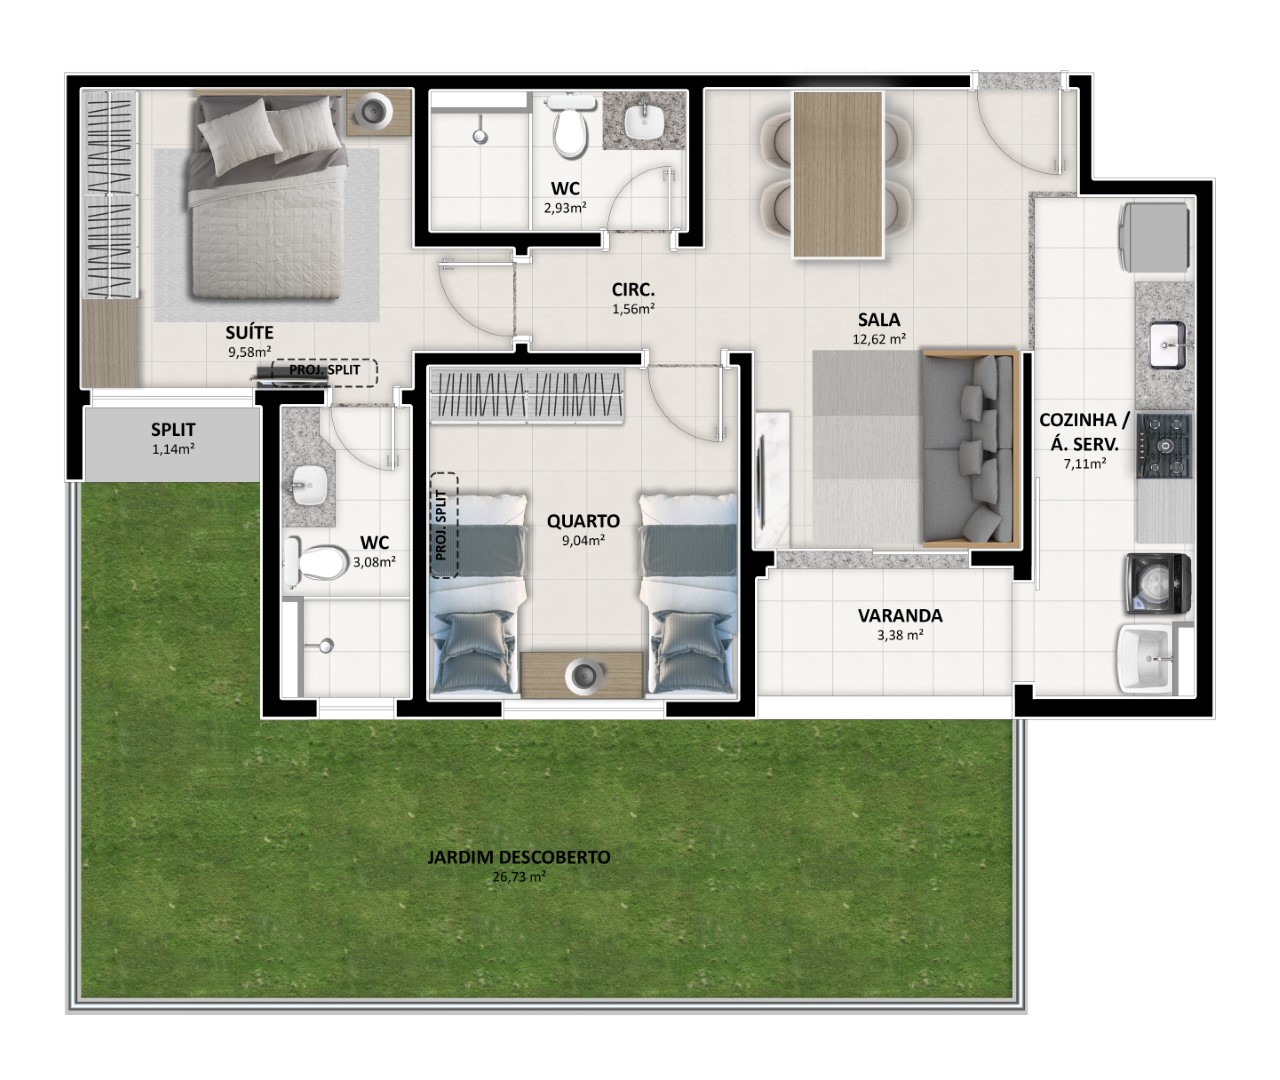 WC
2,93m²
CIRC.
1,56m²
SALA
12,62 m²
SUÍTE
9,58m²
PROJ. SPLIT
SPLIT
1,14m²
COZINHA /
Á. SERV.
7,11m²
PROJ. SPLIT
QUARTO
9,04m²
WC
3,08m²
VARANDA
3,38 m²
JARDIM DESCOBERTO
26,73 m²